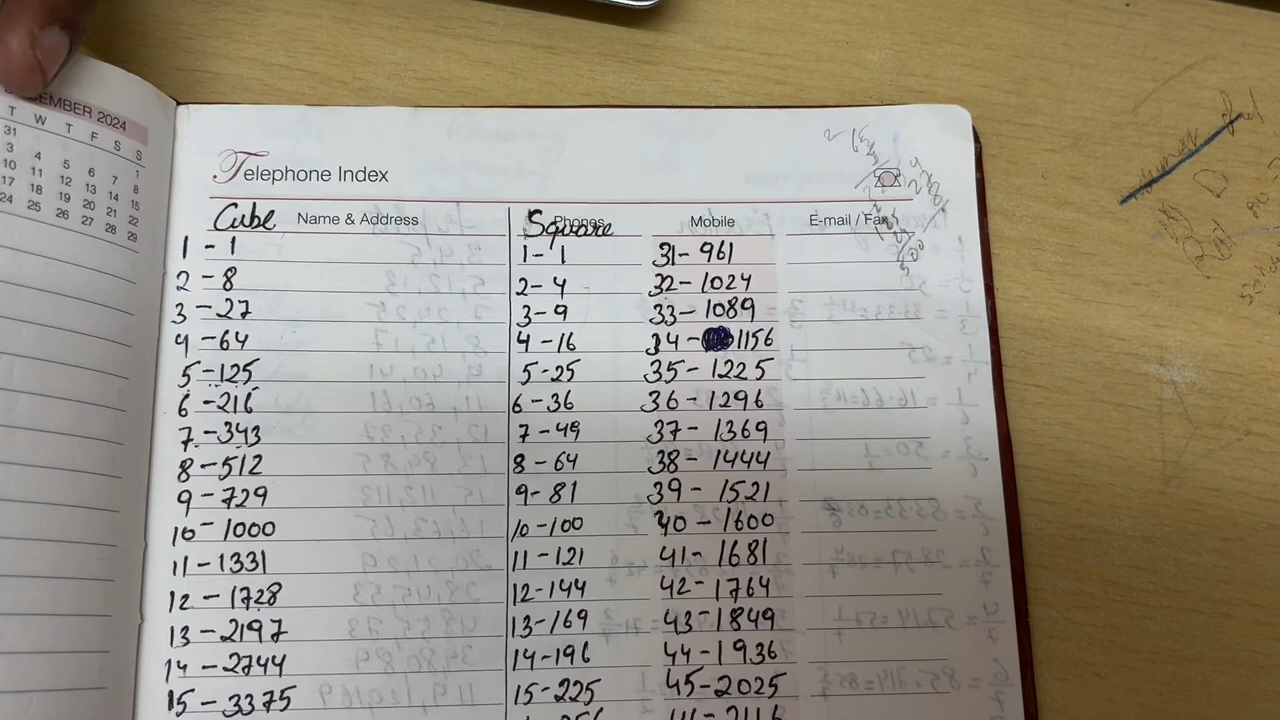 DECEMBER 2024
T W T F S S
31 1
3 4 5 6 7 8
10 11 12 13 14 15
17 18 19 20 21 22
24 25 26 27 28 29
Telephone Index
Cube Name & Address Square Phones Mobile E-mail / Fax
1 - 1 1 - 1 31 - 961
2 - 8 2 - 4 32 - 1024
3 - 27 3 - 9 33 - 1089
4 - 64 4 - 16 34 - 1156
5 - 125 5 - 25 35 - 1225
6 - 216 6 - 36 36 - 1296
7 - 343 7 - 49 37 - 1369
8 - 512 8 - 64 38 - 1444
9 - 729 9 - 81 39 - 1521
10 - 1000 10 - 100 40 - 1600
11 - 1331 11 - 121 41 - 1681
12 - 1728 12 - 144 42 - 1764
13 - 2197 13 - 169 43 - 1849
14 - 2744 14 - 196 44 - 1936
15 - 3375 15 - 225 45 - 2025